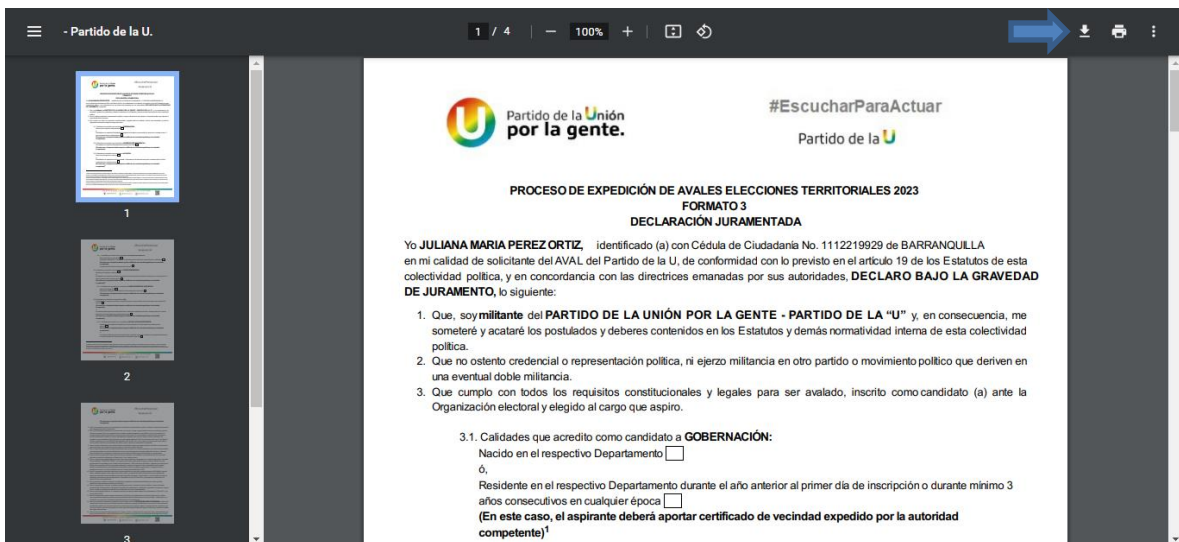 - Partido de la U.
1 / 4
100%
1
2
3
Partido de la Unión
por la gente.
#EscucharParaActuar
Partido de la U
PROCESO DE EXPEDICIÓN DE AVALES ELECCIONES TERRITORIALES 2023
FORMATO 3
DECLARACIÓN JURAMENTADA
Yo JULIANA MARIA PEREZ ORTIZ, identificado (a) con Cédula de Ciudadanía No. 1112219929 de BARRANQUILLA
en mi calidad de solicitante del AVAL del Partido de la U, de conformidad con lo previsto en el artículo 19 de los Estatutos de esta
colectividad política, y en concordancia con las directrices emanadas por sus autoridades, DECLARO BAJO LA GRAVEDAD
DE JURAMENTO, lo siguiente:
1. Que, soy militante del PARTIDO DE LA UNIÓN POR LA GENTE - PARTIDO DE LA “U” y, en consecuencia, me
someteré y acataré los postulados y deberes contenidos en los Estatutos y demás normatividad interna de esta colectividad
política.
2. Que no ostento credencial o representación política, ni ejerzo militancia en otro partido o movimiento político que deriven en
una eventual doble militancia.
3. Que cumplo con todos los requisitos constitucionales y legales para ser avalado, inscrito como candidato (a) ante la
Organización electoral y elegido al cargo que aspiro.
3.1. Calidades que acredito como candidato a GOBERNACIÓN:
Nacido en el respectivo Departamento
ó,
Residente en el respectivo Departamento durante el año anterior al primer día de inscripción o durante mínimo 3
años consecutivos en cualquier época
(En este caso, el aspirante deberá aportar certificado de vecindad expedido por la autoridad
competente)1